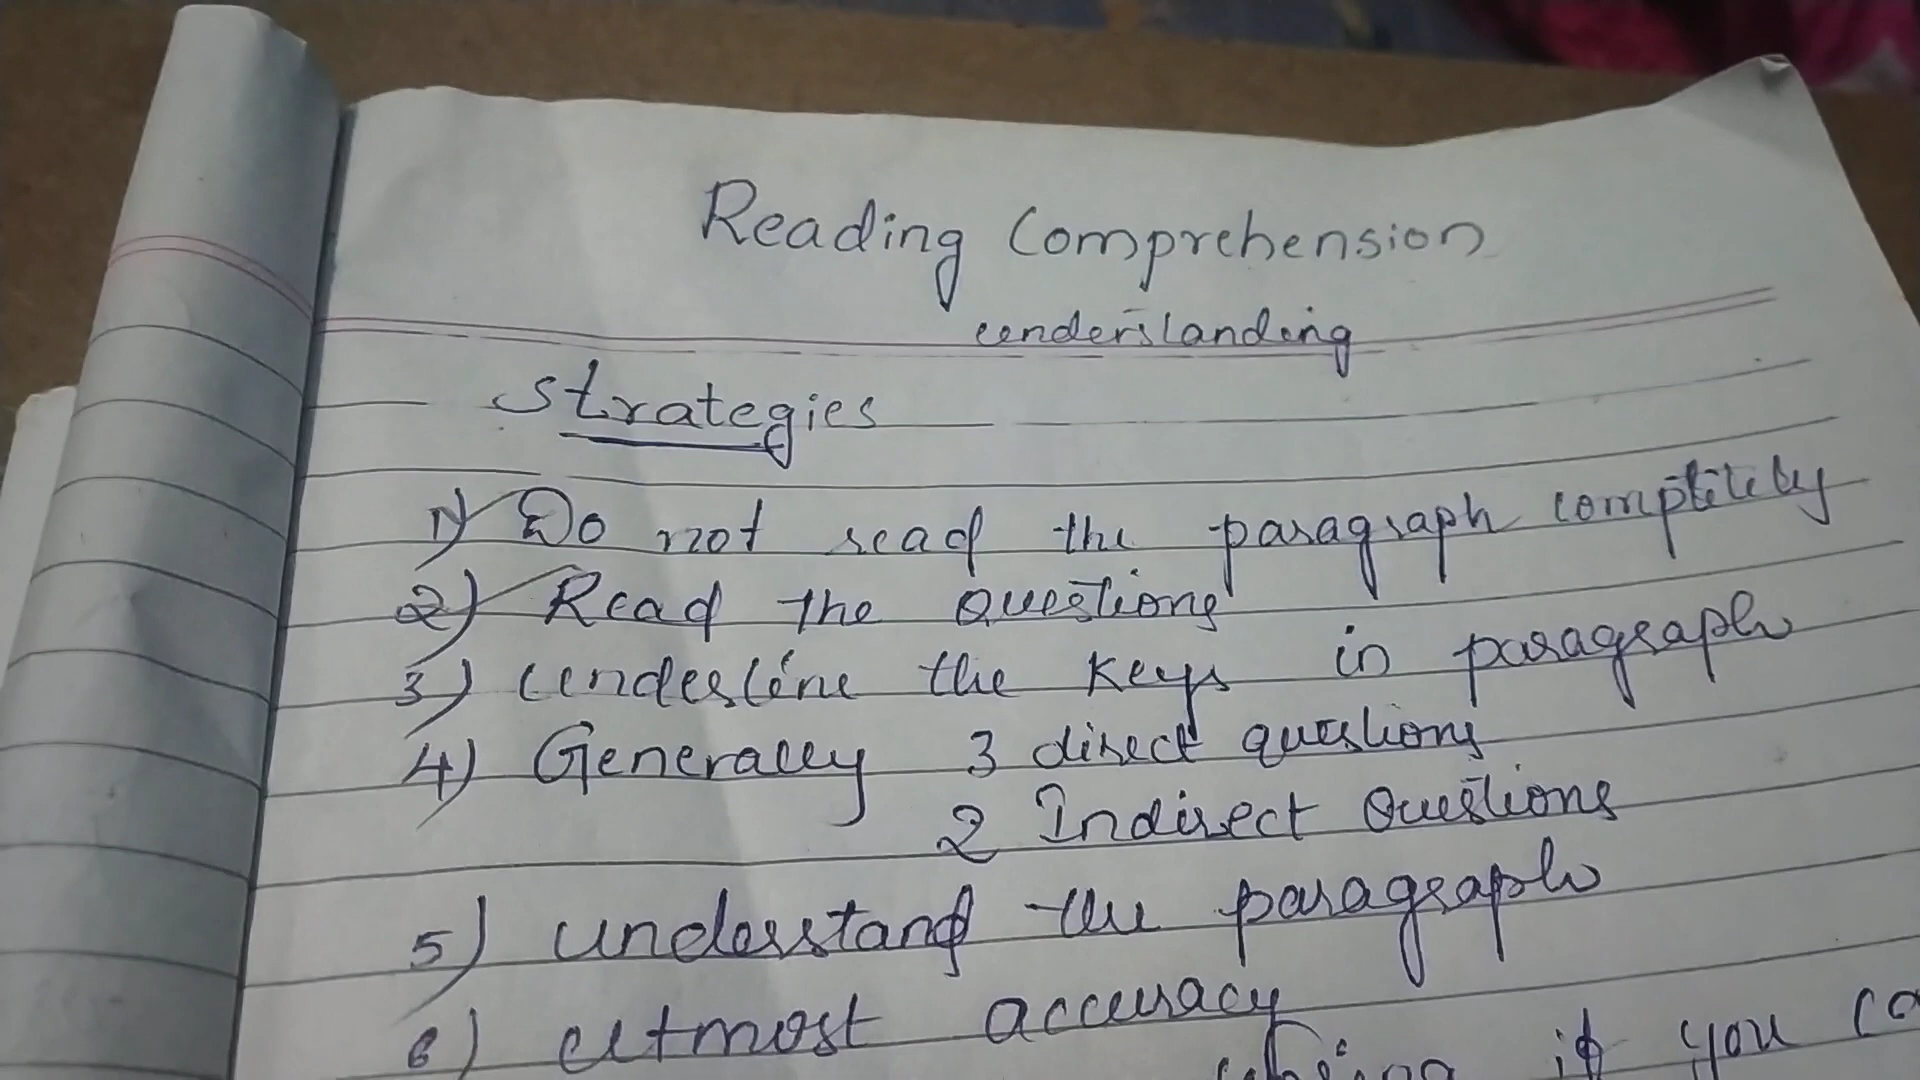 Reading Comprehension
understanding
Strategies
1) Do not read the paragraph completely
2) Read the Questions
3) underline the keys in paragraph
4) Generally 3 direct questions
2 Indirect Questions
5) understand the paragraph
6) utmost accuracy
if you